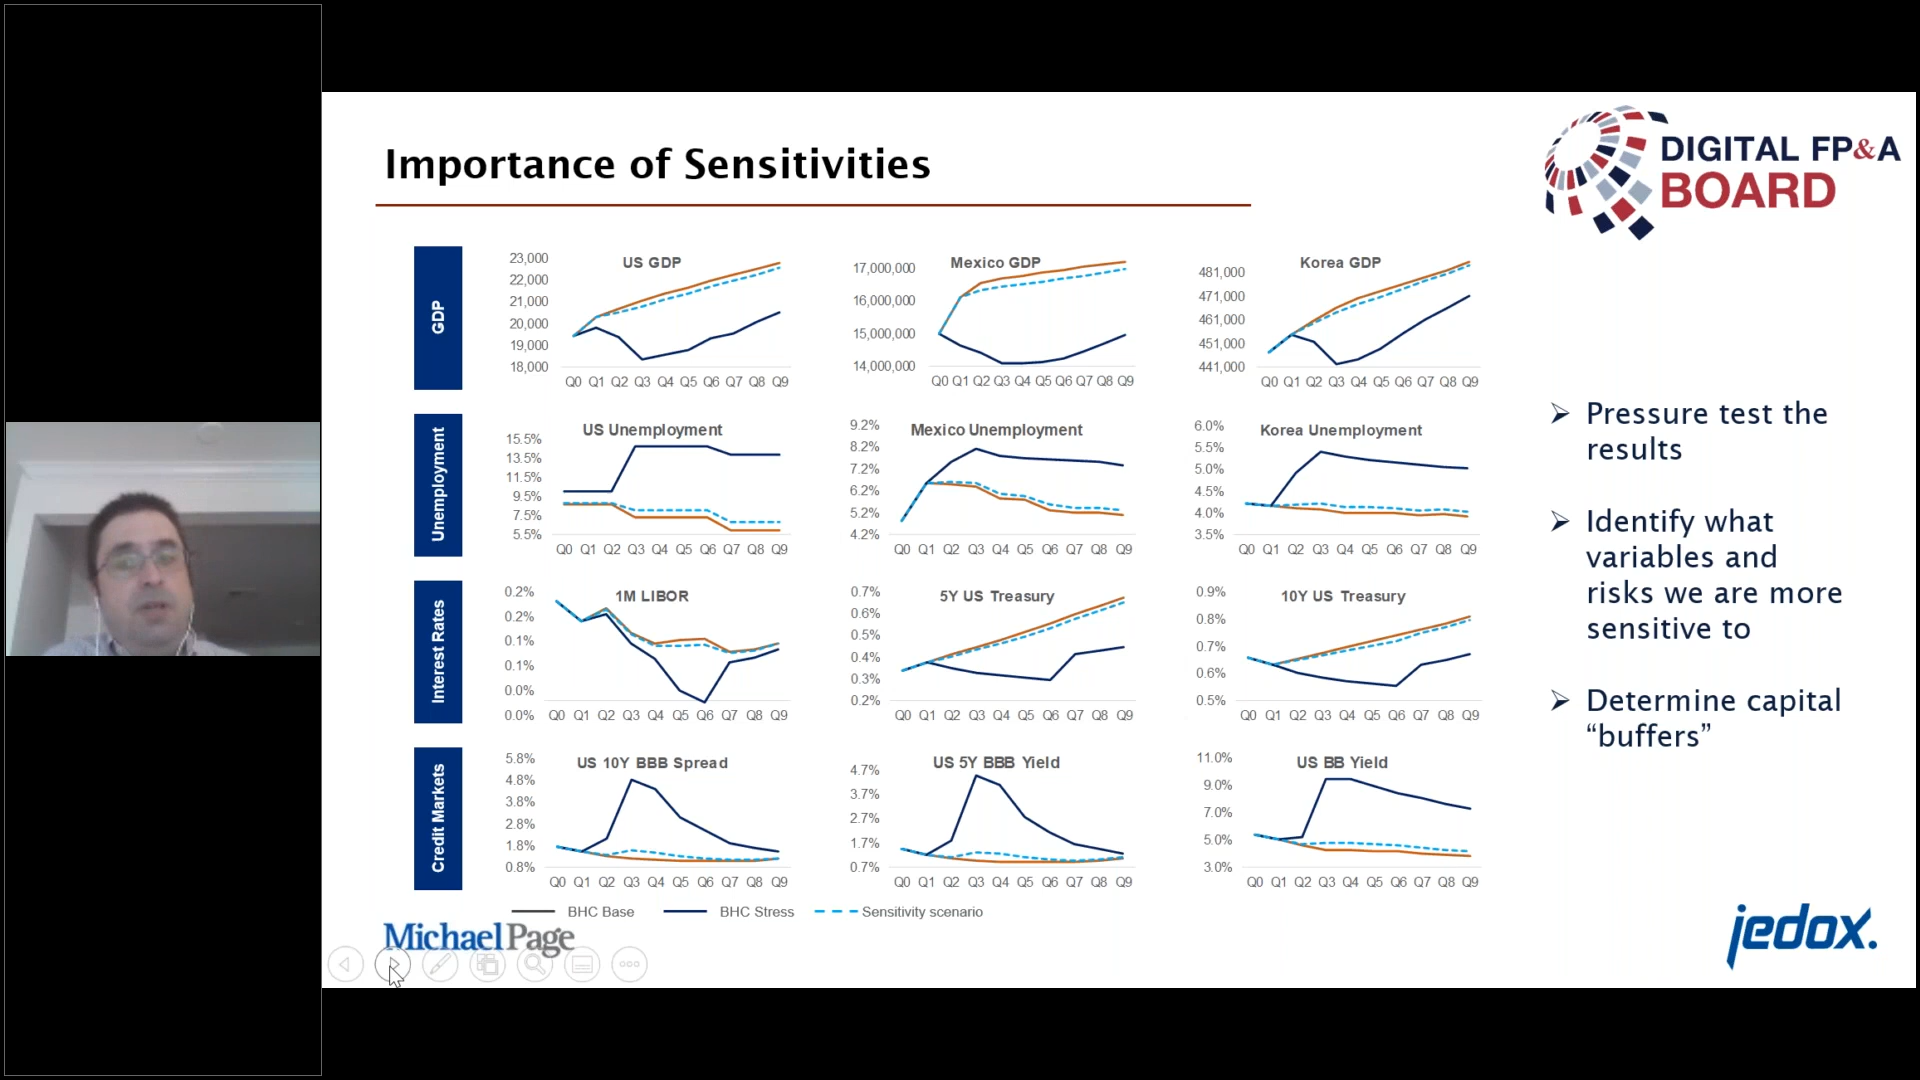 Importance of Sensitivities
DIGITAL FP&A
BOARD
GDP
US GDP
23,000
22,000
21,000
20,000
19,000
18,000
Q0 Q1 Q2 Q3 Q4 Q5 Q6 Q7 Q8 Q9
Mexico GDP
17,000,000
16,000,000
15,000,000
14,000,000
Q0 Q1 Q2 Q3 Q4 Q5 Q6 Q7 Q8 Q9
Korea GDP
481,000
471,000
461,000
451,000
441,000
Q0 Q1 Q2 Q3 Q4 Q5 Q6 Q7 Q8 Q9
Unemployment
US Unemployment
15.5%
13.5%
11.5%
9.5%
7.5%
5.5%
Q0 Q1 Q2 Q3 Q4 Q5 Q6 Q7 Q8 Q9
Mexico Unemployment
9.2%
8.2%
7.2%
6.2%
5.2%
4.2%
Q0 Q1 Q2 Q3 Q4 Q5 Q6 Q7 Q8 Q9
Korea Unemployment
6.0%
5.5%
5.0%
4.5%
4.0%
3.5%
Q0 Q1 Q2 Q3 Q4 Q5 Q6 Q7 Q8 Q9
Interest Rates
1M LIBOR
0.2%
0.2%
0.1%
0.1%
0.0%
0.0%
Q0 Q1 Q2 Q3 Q4 Q5 Q6 Q7 Q8 Q9
5Y US Treasury
0.7%
0.6%
0.5%
0.4%
0.3%
0.2%
Q0 Q1 Q2 Q3 Q4 Q5 Q6 Q7 Q8 Q9
10Y US Treasury
0.9%
0.8%
0.7%
0.6%
0.5%
Q0 Q1 Q2 Q3 Q4 Q5 Q6 Q7 Q8 Q9
Credit Markets
US 10Y BBB Spread
5.8%
4.8%
3.8%
2.8%
1.8%
0.8%
Q0 Q1 Q2 Q3 Q4 Q5 Q6 Q7 Q8 Q9
US 5Y BBB Yield
4.7%
3.7%
2.7%
1.7%
0.7%
Q0 Q1 Q2 Q3 Q4 Q5 Q6 Q7 Q8 Q9
US BB Yield
11.0%
9.0%
7.0%
5.0%
3.0%
Q0 Q1 Q2 Q3 Q4 Q5 Q6 Q7 Q8 Q9
BHC Base BHC Stress Sensitivity scenario
➢ Pressure test the
results
➢ Identify what
variables and
risks we are more
sensitive to
➢ Determine capital
“buffers”
MichaelPage
jedox.